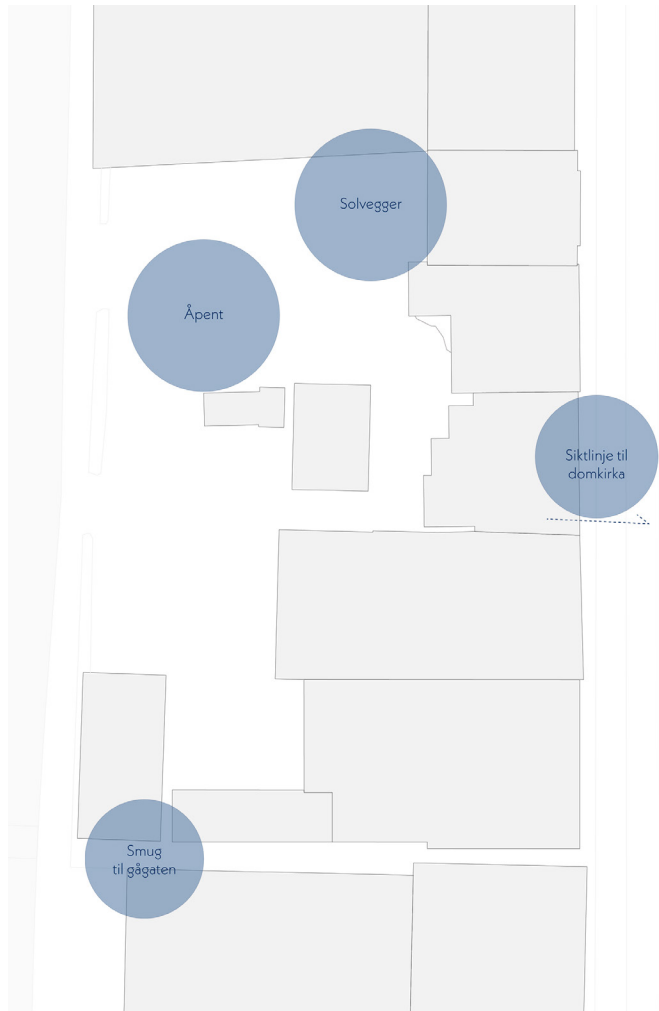 Solvegger
Åpent
Siktlinje til
domkirka
Smug
til gågaten